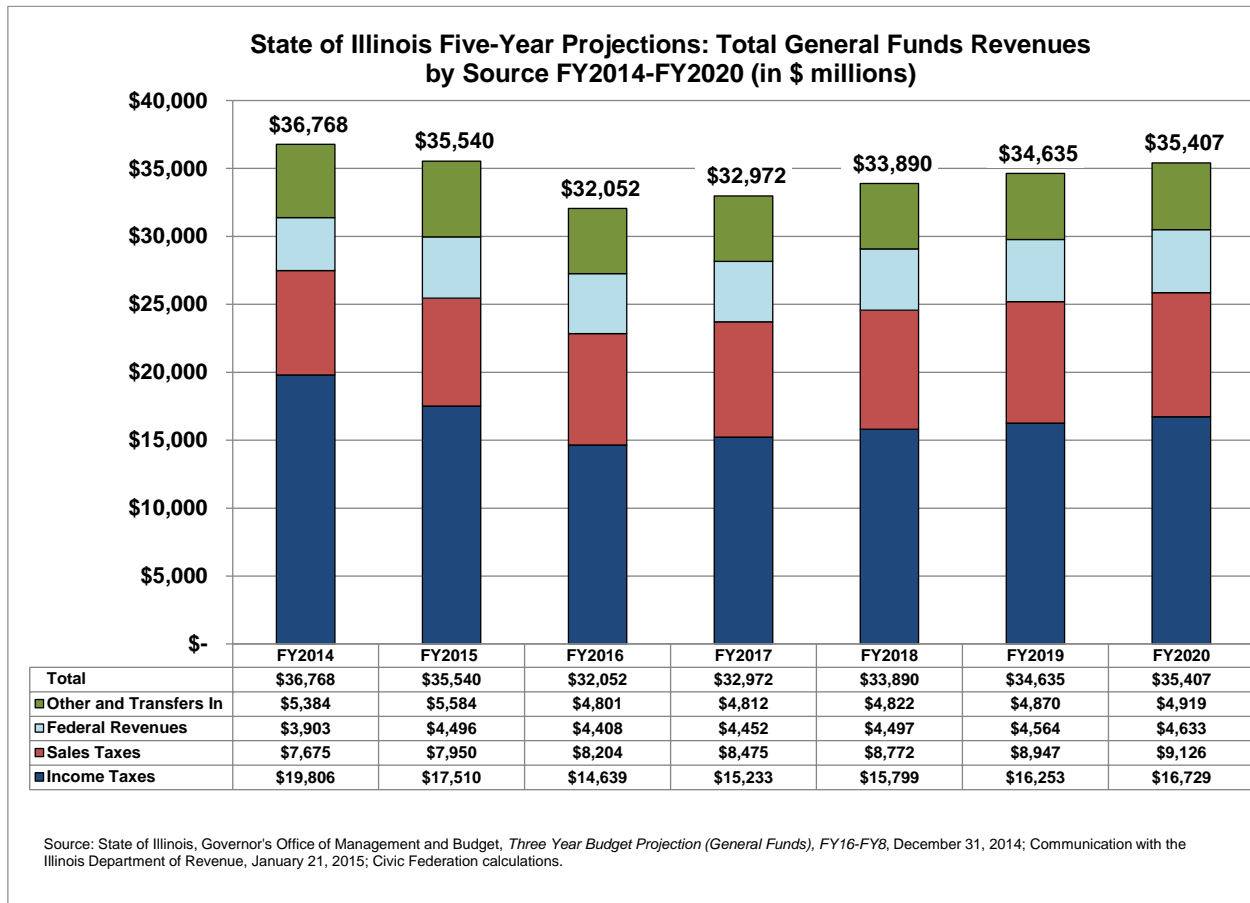 State of Illinois Five-Year Projections: Total General Funds Revenues
by Source FY2014-FY2020 (in $ millions)
$40,000
$36,768
$35,540
$35,407
$34,635
$35,000
$33,890
$32,972
$32,052
$30,000
$25,000
$20,000
$15,000
$10,000
$5,000
$-
FY2014 FY2015 FY2016 FY2017 FY2018 FY2019 FY2020
Total $36,768 $35,540 $32,052 $32,972 $33,890 $34,635 $35,407
Other and Transfers In $5,384 $5,584 $4,801 $4,812 $4,822 $4,870 $4,919
Federal Revenues $3,903 $4,496 $4,408 $4,452 $4,497 $4,564 $4,633
Sales Taxes $7,675 $7,950 $8,204 $8,475 $8,772 $8,947 $9,126
Income Taxes $19,806 $17,510 $14,639 $15,233 $15,799 $16,253 $16,729
Source: State of Illinois, Governor's Office of Management and Budget, Three Year Budget Projection (General Funds), FY16-FY8, December 31, 2014; Communication with the
Illinois Department of Revenue, January 21, 2015; Civic Federation calculations.